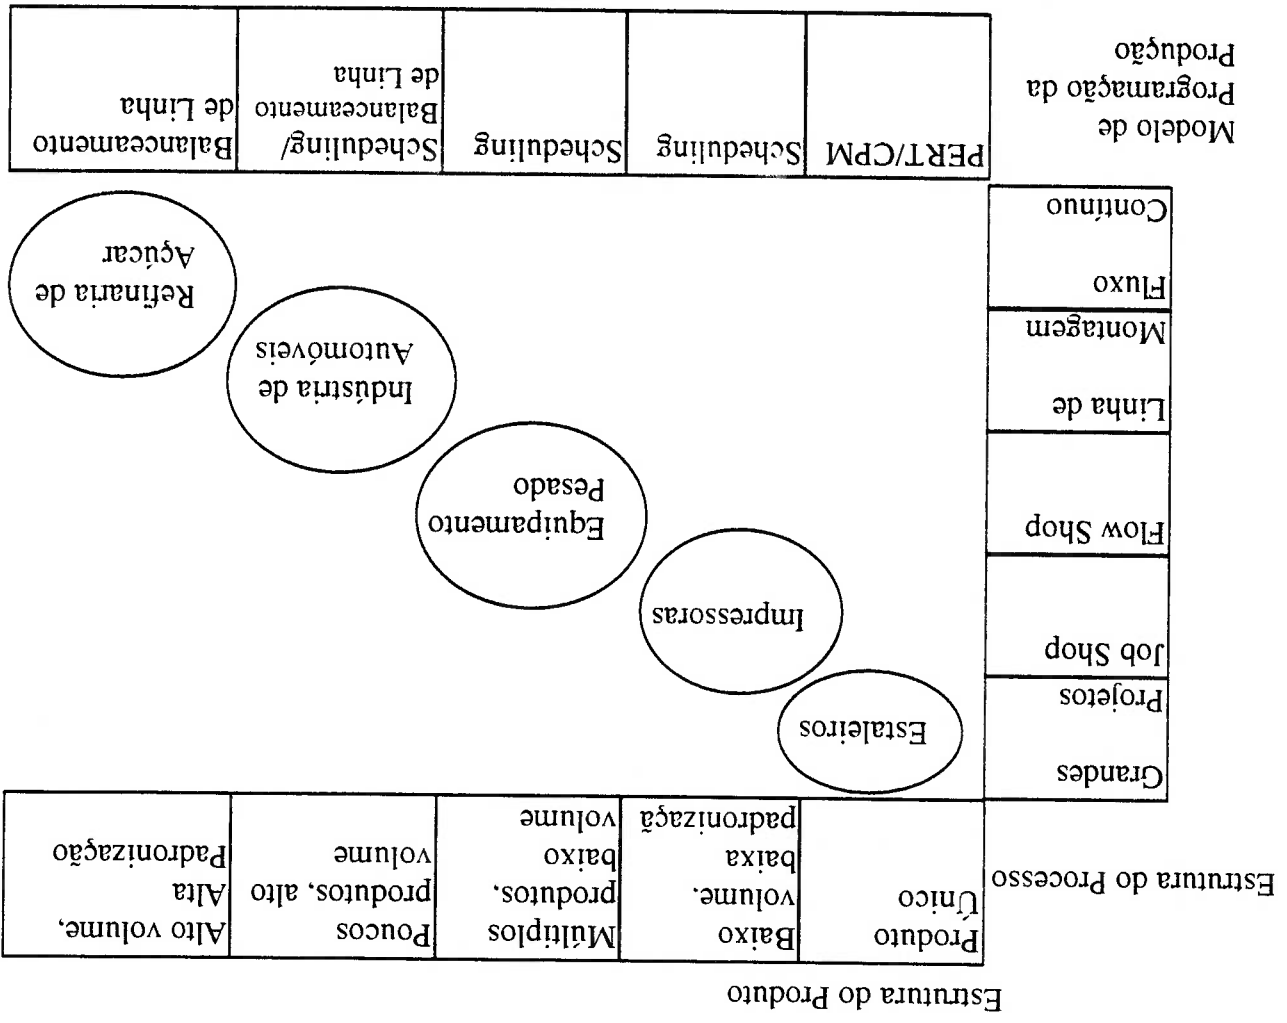 Estrutura do Produto
Estrutura do Processo
Produto
Único
Baixo
volume.
baixa
padronizaçã
Múltiplos
produtos,
baixo
volume
Poucos
produtos, alto
volume
Alto volume,
Alta
Padronização
Grandes
Projetos
Estaleiros
Job Shop
Impressoras
Flow Shop
Equipamento
Pesado
Linha de
Montagem
Indústria de
Automóveis
Fluxo
Contínuo
Refinaria de
Açúcar
Modelo de
Programação da
Produção
PERT/CPM
Scheduling
Scheduling
Scheduling/
Balanceamento
de Linha
Balanceamento
de Linha